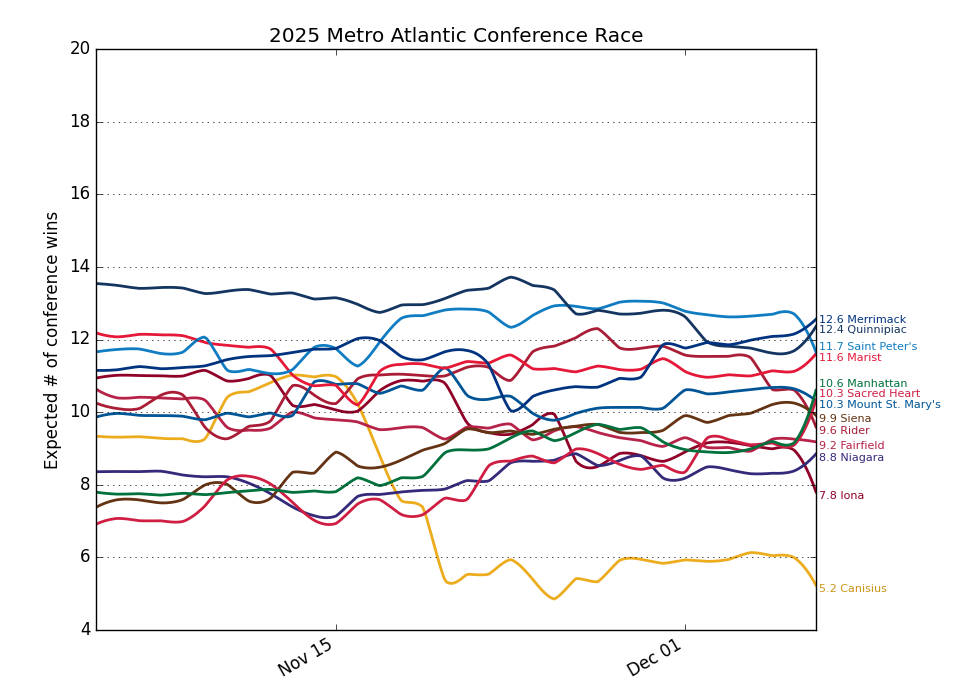 2025 Metro Atlantic Conference Race
Expected # of conference wins
20
18
16
14
12
10
8
6
4
Nov 15
Dec 01
12.6 Merrimack
12.4 Quinnipiac
11.7 Saint Peter's
11.6 Marist
10.6 Manhattan
10.3 Sacred Heart
10.3 Mount St. Mary's
9.9 Siena
9.6 Rider
9.2 Fairfield
8.8 Niagara
7.8 Iona
5.2 Canisius